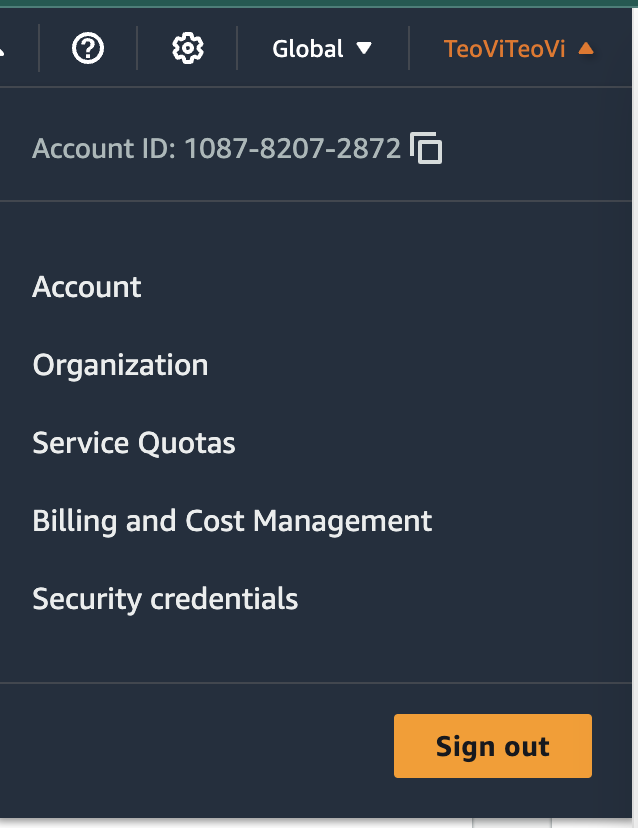 Global
TeoViTeoVi
Account ID: 1087-8207-2872
Account
Organization
Service Quotas
Billing and Cost Management
Security credentials
Sign out